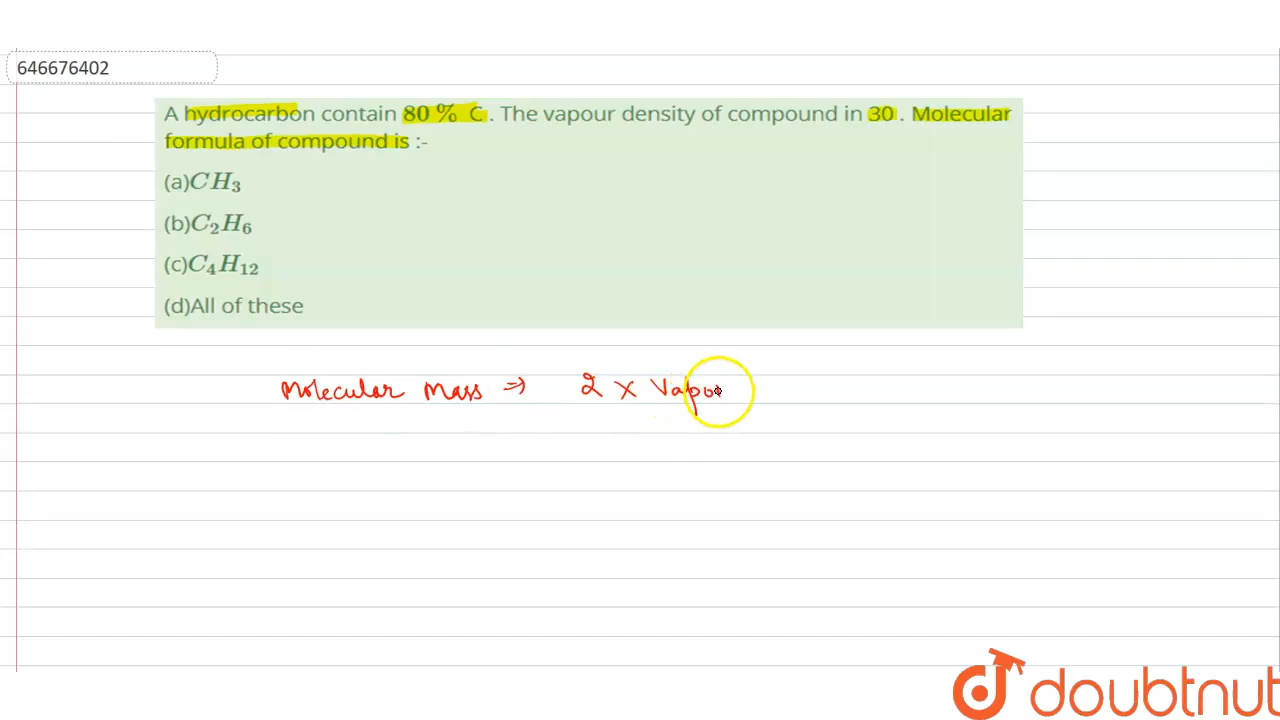 646676402
A hydrocarbon contain 80 % C . The vapour density of compound in 30 . Molecular
formula of compound is :-
(a)CH₃
(b)C₂H₆
(c)C₄H₁₂
(d)All of these
Molecular Mass ⇒ 2 × Vapou
doubtnut